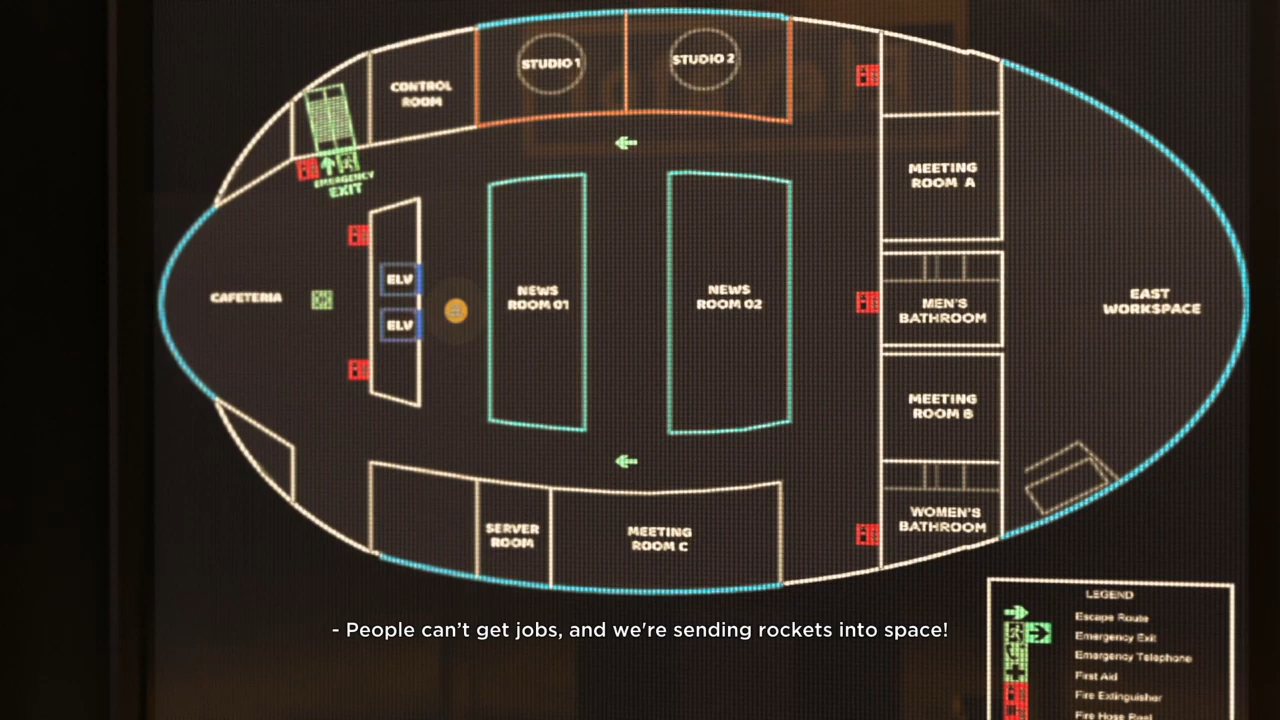 STUDIO 1
STUDIO 2
CONTROL
ROOM
EMERGENCY
EXIT
MEETING
ROOM A
ELV
ELV
CAFETERIA
NEWS
ROOM 01
NEWS
ROOM 02
MEN'S
BATHROOM
EAST
WORKSPACE
MEETING
ROOM B
SERVER
ROOM
MEETING
ROOM C
WOMEN'S
BATHROOM
LEGEND
Escape Route
Emergency Exit
Emergency Telephone
First Aid
Fire Extinguisher
Fire Hose Reel
- People can't get jobs, and we're sending rockets into space!